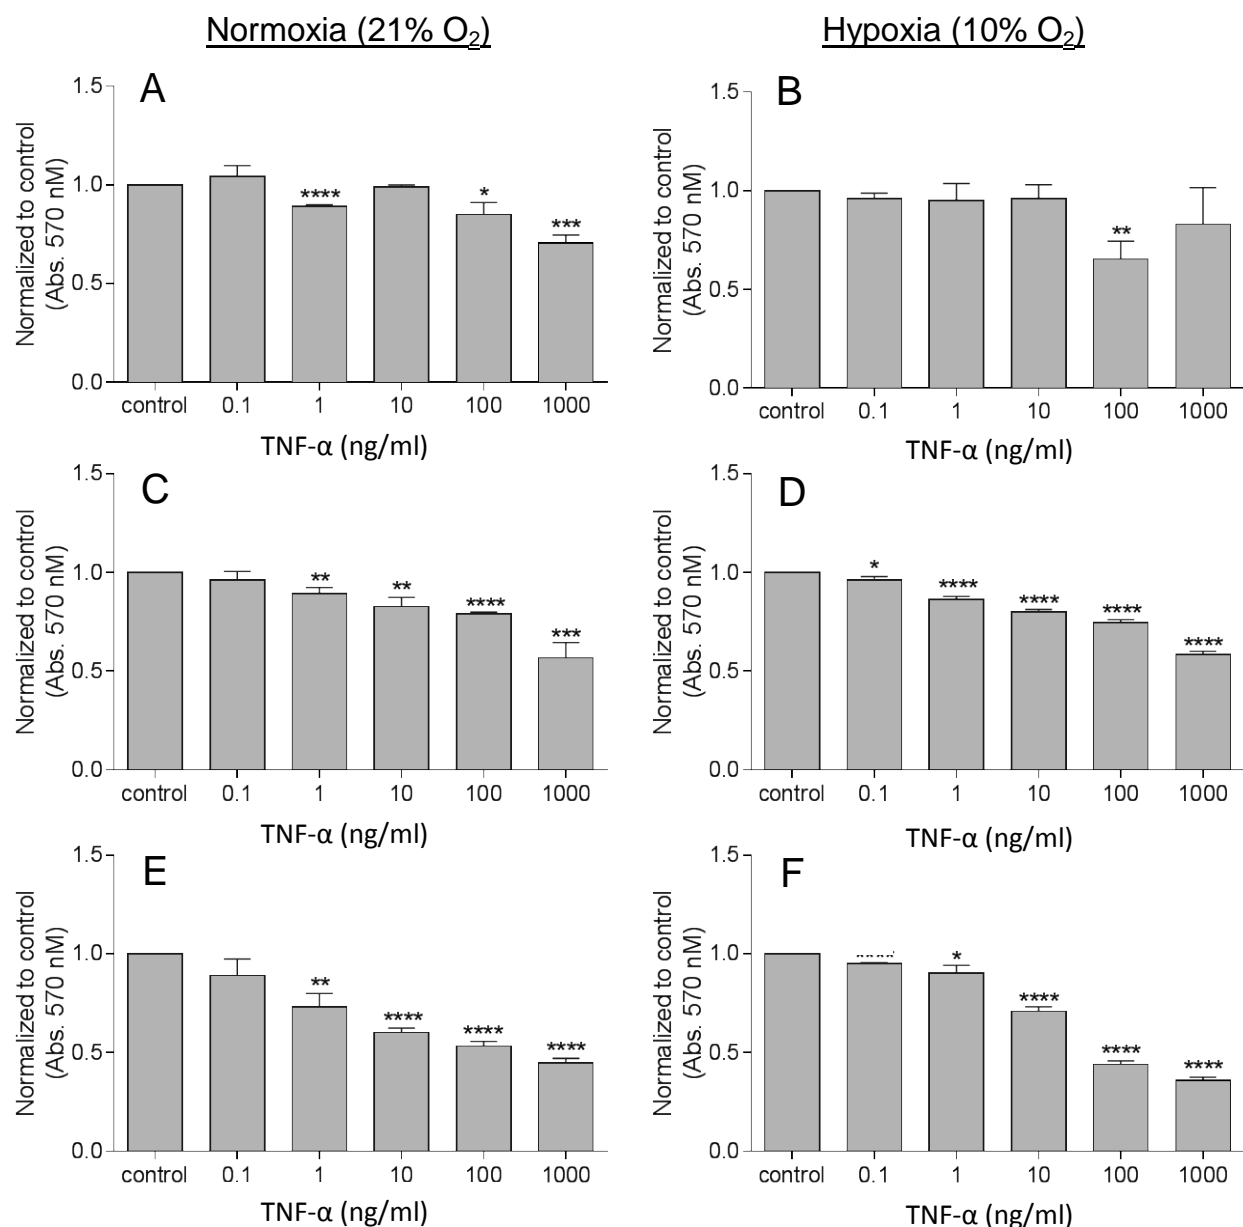 Normoxia (21% O2)
Hypoxia (10% O2)
A
Normalized to control
(Abs. 570 nM)
1.5
1.0
0.5
0.0
****
*
***
control 0.1 1 10 100 1000
TNF-α (ng/ml)
B
Normalized to control
(Abs. 570 nM)
1.5
1.0
0.5
0.0
**
control 0.1 1 10 100 1000
TNF-α (ng/ml)
C
Normalized to control
(Abs. 570 nM)
1.5
1.0
0.5
0.0
**
**
****
***
control 0.1 1 10 100 1000
TNF-α (ng/ml)
D
Normalized to control
(Abs. 570 nM)
1.5
1.0
0.5
0.0
*
****
****
****
****
control 0.1 1 10 100 1000
TNF-α (ng/ml)
E
Normalized to control
(Abs. 570 nM)
1.5
1.0
0.5
0.0
**
****
****
****
control 0.1 1 10 100 1000
TNF-α (ng/ml)
F
Normalized to control
(Abs. 570 nM)
1.5
1.0
0.5
0.0
****
*
****
****
****
control 0.1 1 10 100 1000
TNF-α (ng/ml)